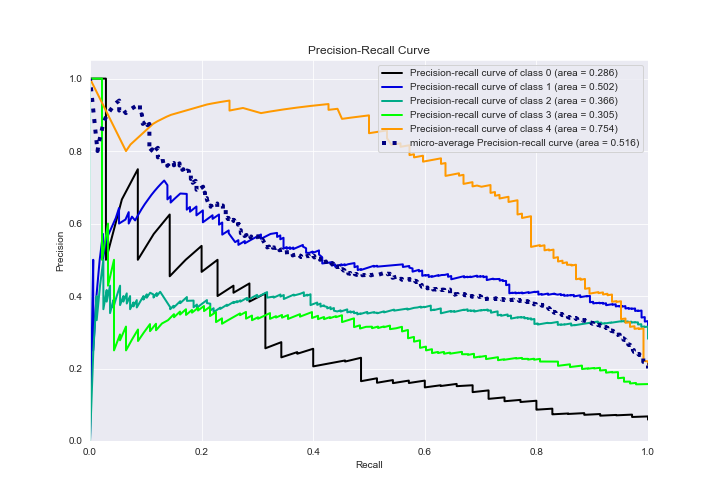 Precision-Recall Curve
Precision-recall curve of class 0 (area = 0.286)
Precision-recall curve of class 1 (area = 0.502)
Precision-recall curve of class 2 (area = 0.366)
Precision-recall curve of class 3 (area = 0.305)
Precision-recall curve of class 4 (area = 0.754)
micro-average Precision-recall curve (area = 0.516)
Precision
1.0
0.8
0.6
0.4
0.2
0.0
0.0 0.2 0.4 0.6 0.8 1.0
Recall